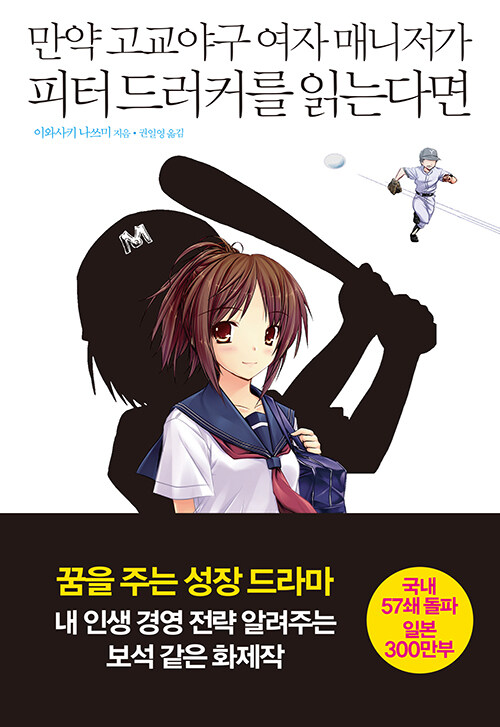 만약 고교야구 여자 매니저가
피터 드러커를 읽는다면
이와사키 나쓰미 지음 • 권일영 옮김
M
꿈을 주는 성장 드라마
내 인생 경영 전략 알려주는
보석 같은 화제작
국내
57쇄 돌파
일본
300만부